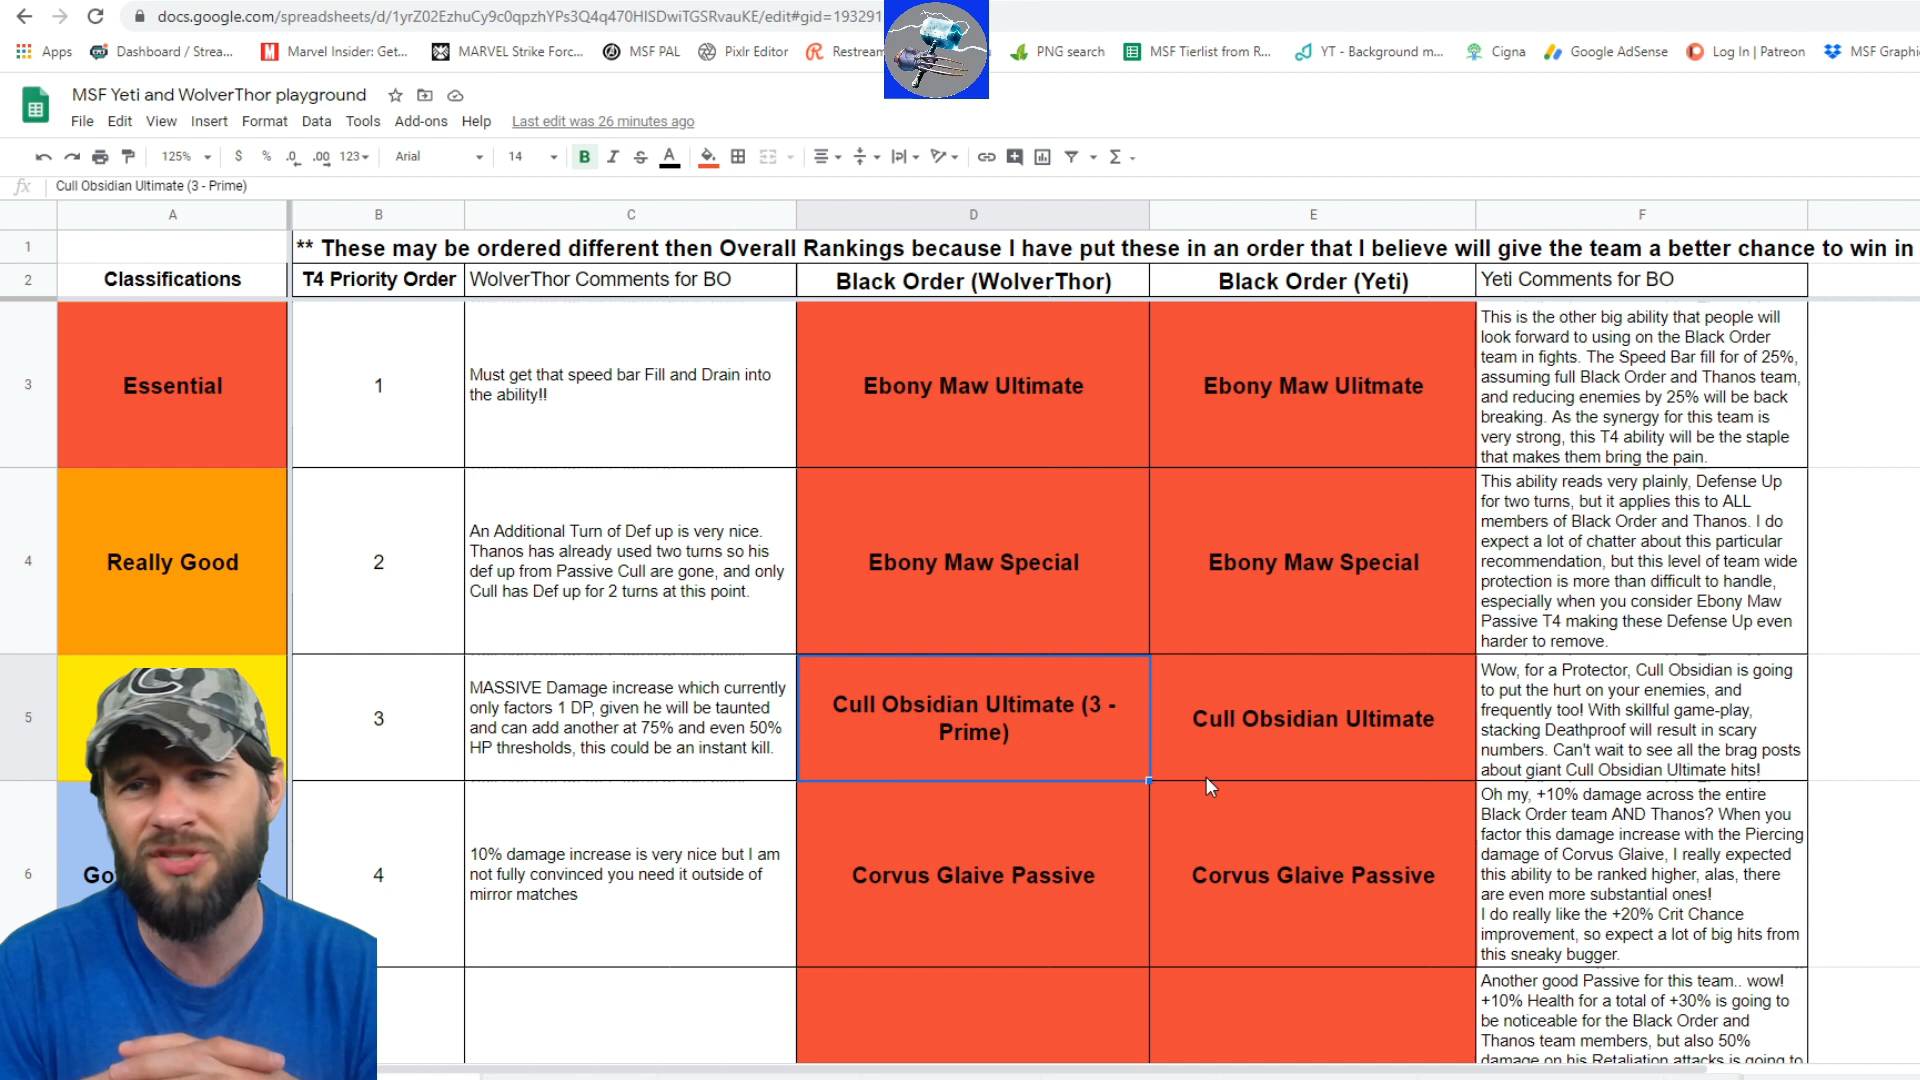 docs.google.com/spreadsheets/d/1yrZ02EzhuCy9c0qpzhYPs3Q4q470HISDwiTGSRvauKE/edit#gid=193291
Apps
Dashboard / Strea...
Marvel Insider: Get...
MARVEL Strike Forc...
MSF PAL
Pixlr Editor
Restream
PNG search
MSF Tierlist from R...
YT - Background m...
Cigna
Google AdSense
Log In | Patreon
MSF Graphi
MSF Yeti and WolverThor playground
File Edit View Insert Format Data Tools Add-ons Help Last edit was 26 minutes ago
125% $ % .0 .00 123 Arial 14 B I S A
fx Cull Obsidian Ultimate (3 - Prime)
A B C D E F
1
** These may be ordered different then Overall Rankings because I have put these in an order that I believe will give the team a better chance to win in
2
Classifications
T4 Priority Order
WolverThor Comments for BO
Black Order (WolverThor)
Black Order (Yeti)
Yeti Comments for BO
3
Essential
1
Must get that speed bar Fill and Drain into
the ability!!
Ebony Maw Ultimate
Ebony Maw Ulitmate
This is the other big ability that people will
look forward to using on the Black Order
team in fights. The Speed Bar fill for of 25%,
assuming full Black Order and Thanos team,
and reducing enemies by 25% will be back
breaking. As the synergy for this team is
very strong, this T4 ability will be the staple
that makes them bring the pain.
4
Really Good
2
An Additional Turn of Def up is very nice.
Thanos has already used two turns so his
def up from Passive Cull are gone, and only
Cull has Def up for 2 turns at this point.
Ebony Maw Special
Ebony Maw Special
This ability reads very plainly, Defense Up
for two turns, but it applies this to ALL
members of Black Order and Thanos. I do
expect a lot of chatter about this particular
recommendation, but this level of team wide
protection is more than difficult to handle,
especially when you consider Ebony Maw
Passive T4 making these Defense Up even
harder to remove.
5
C
3
MASSIVE Damage increase which currently
only factors 1 DP, given he will be taunted
and can add another at 75% and even 50%
HP thresholds, this could be an instant kill.
Cull Obsidian Ultimate (3 -
Prime)
Cull Obsidian Ultimate
Wow, for a Protector, Cull Obsidian is going
to put the hurt on your enemies, and
frequently too! With skillful game-play,
stacking Deathproof will result in scary
numbers. Can't wait to see all the brag posts
about giant Cull Obsidian Ultimate hits!
6
Go
4
10% damage increase is very nice but I am
not fully convinced you need it outside of
mirror matches
Corvus Glaive Passive
Corvus Glaive Passive
Oh my, +10% damage across the entire
Black Order team AND Thanos? When you
factor this damage increase with the Piercing
damage of Corvus Glaive, I really expected
this ability to be ranked higher, alas, there
are even more substantial ones!
I do really like the +20% Crit Chance
improvement, so expect a lot of big hits from
this sneaky bugger.
Another good Passive for this team.. wow!
+10% Health for a total of +30% is going to
be noticeable for the Black Order and
Thanos team members, but also 50%
damage on his Retaliation attacks is going to